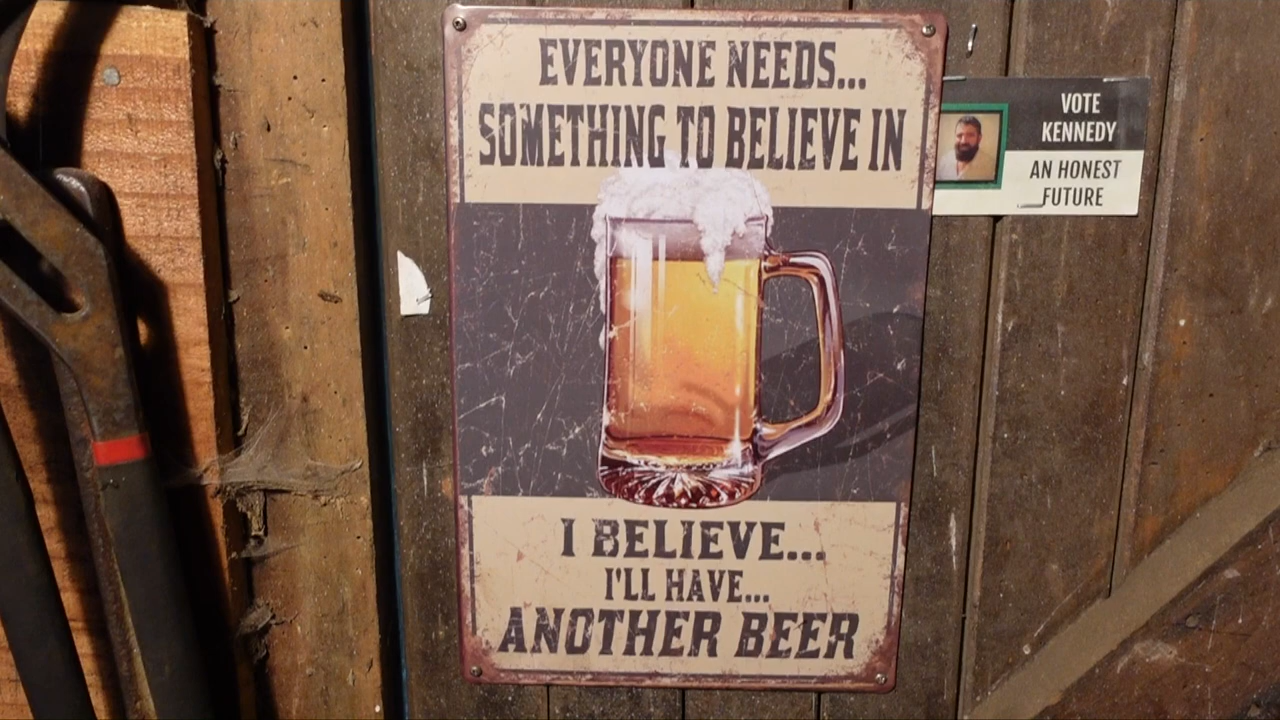 EVERYONE NEEDS...
SOMETHING TO BELIEVE IN
I BELIEVE...
I'LL HAVE...
ANOTHER BEER
VOTE
KENNEDY
AN HONEST
FUTURE